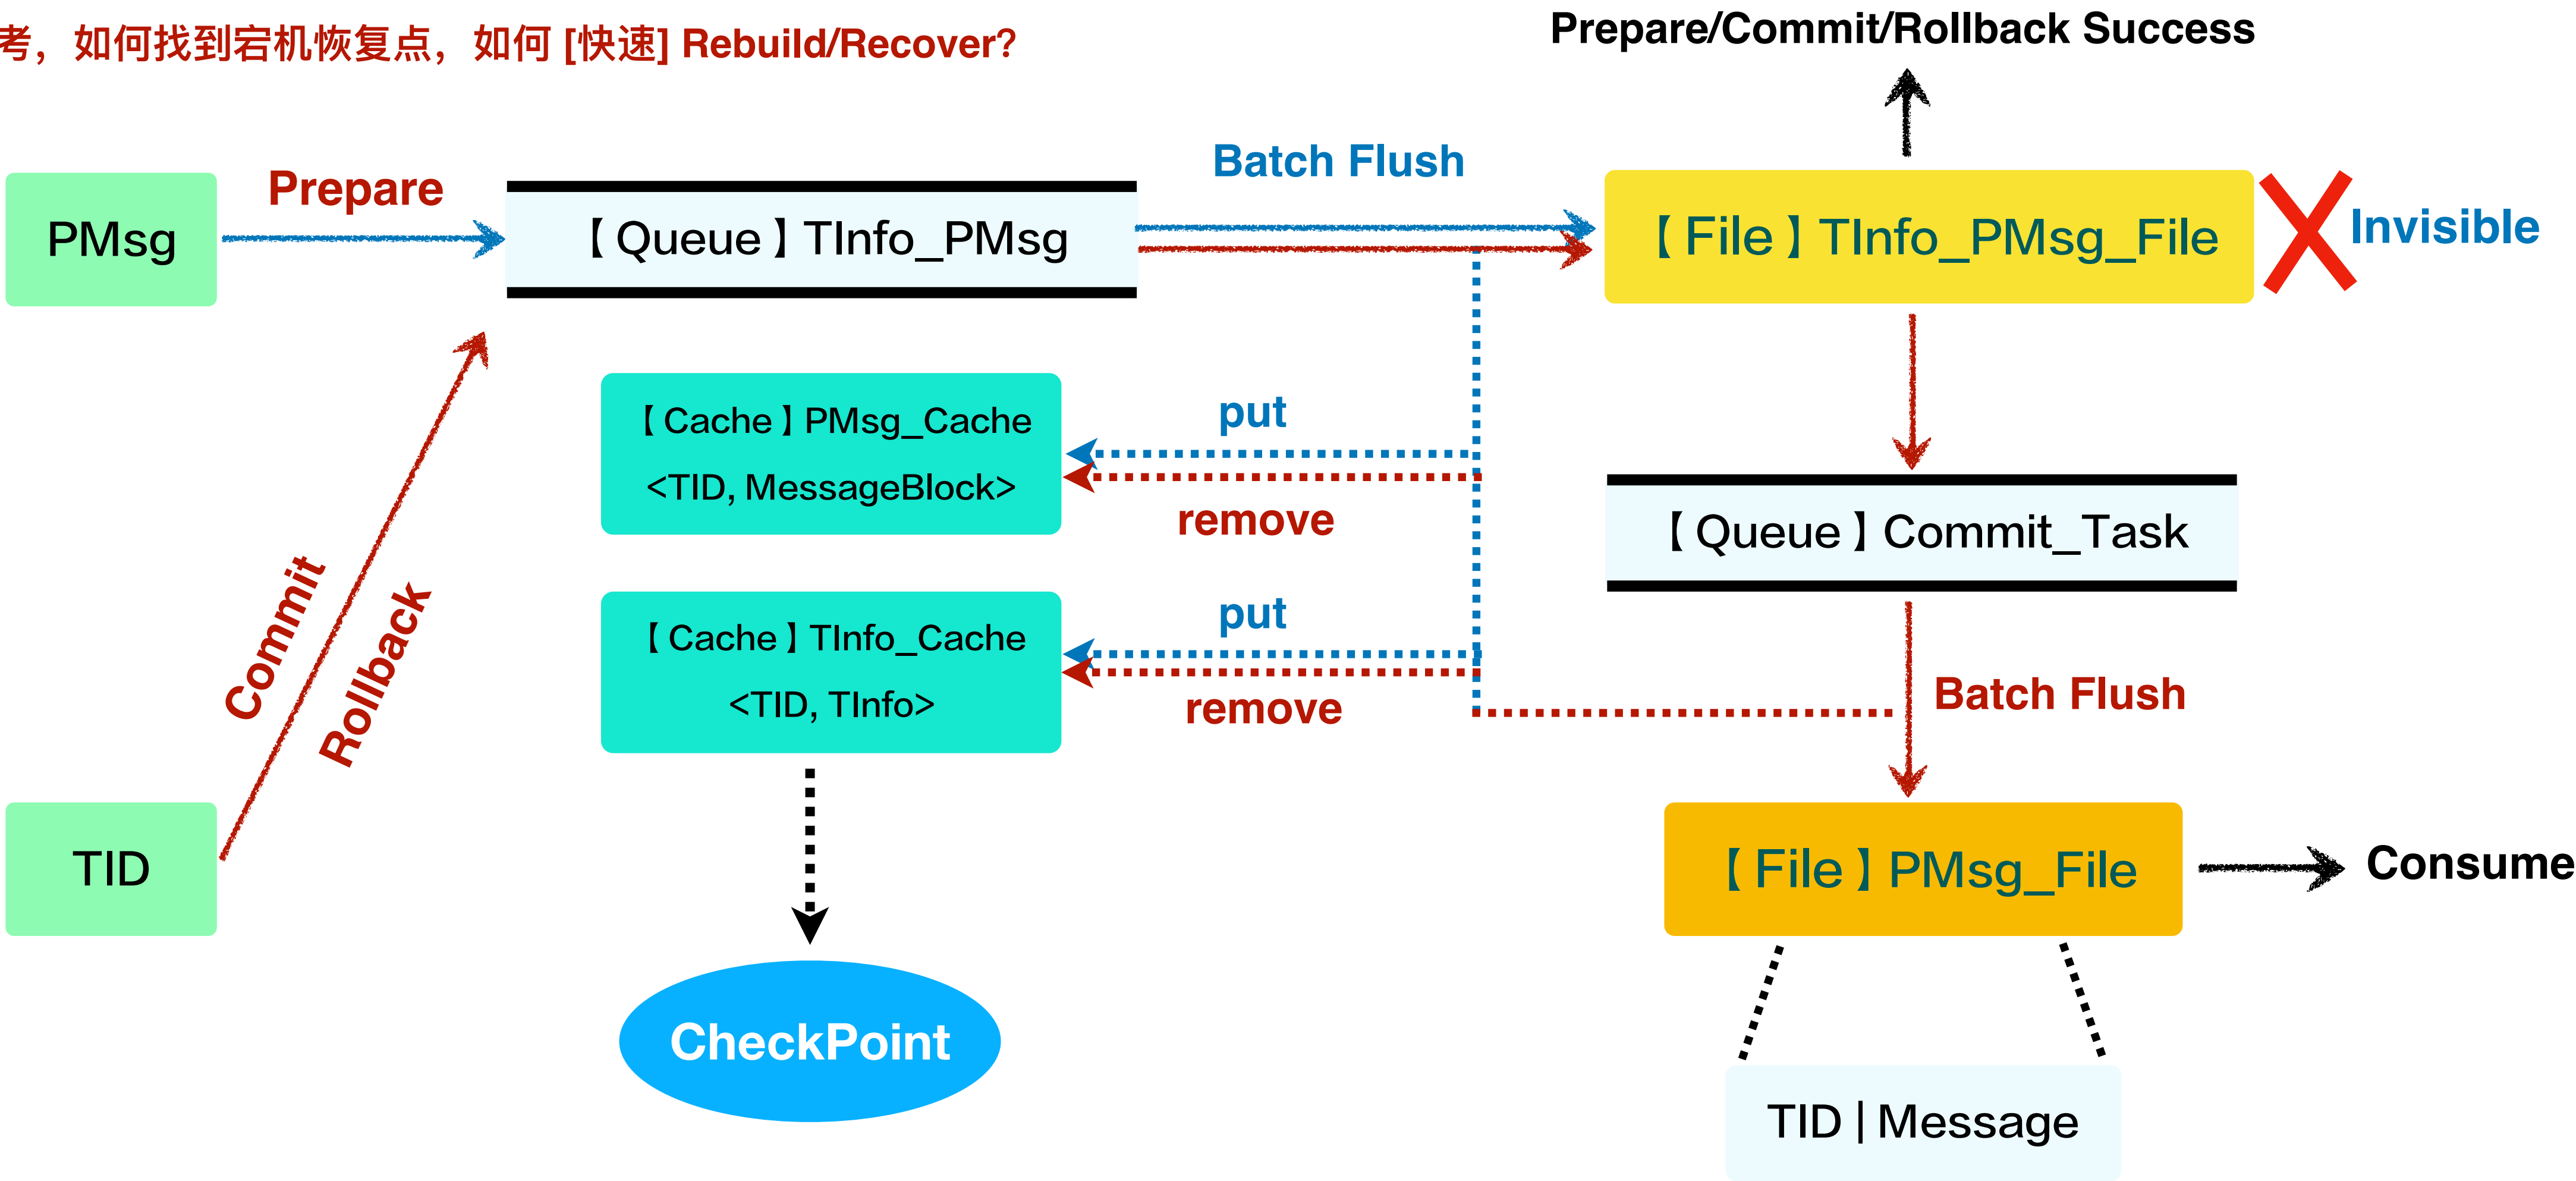 考，如何找到宕机恢复点，如何 [快速] Rebuild/Recover?
Prepare/Commit/Rollback Success
PMsg
Prepare
【Queue】TInfo_PMsg
Batch Flush
【File】TInfo_PMsg_File
Invisible
【Cache】PMsg_Cache
<TID, MessageBlock>
put
remove
【Queue】Commit_Task
Commit
Rollback
【Cache】TInfo_Cache
<TID, TInfo>
put
remove
Batch Flush
TID
【File】PMsg_File
Consume
CheckPoint
TID | Message